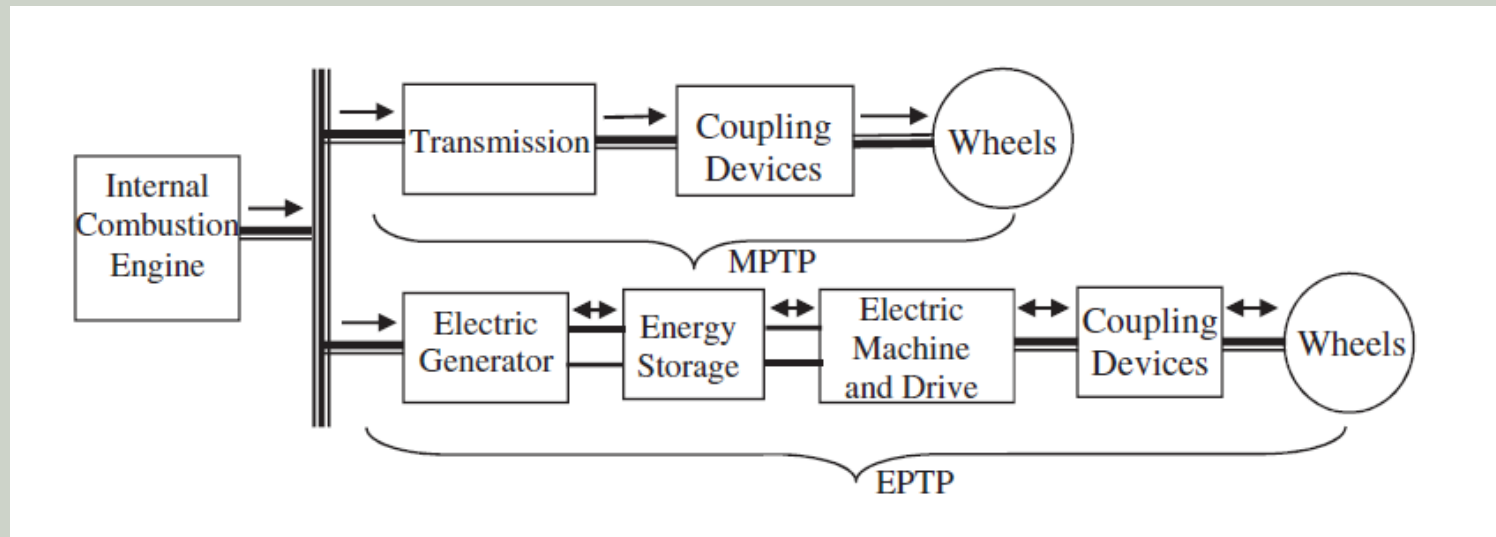 Internal
Combustion
Engine
Transmission
Coupling
Devices
Wheels
MPTP
Electric
Generator
Energy
Storage
Electric
Machine
and Drive
Coupling
Devices
Wheels
EPTP